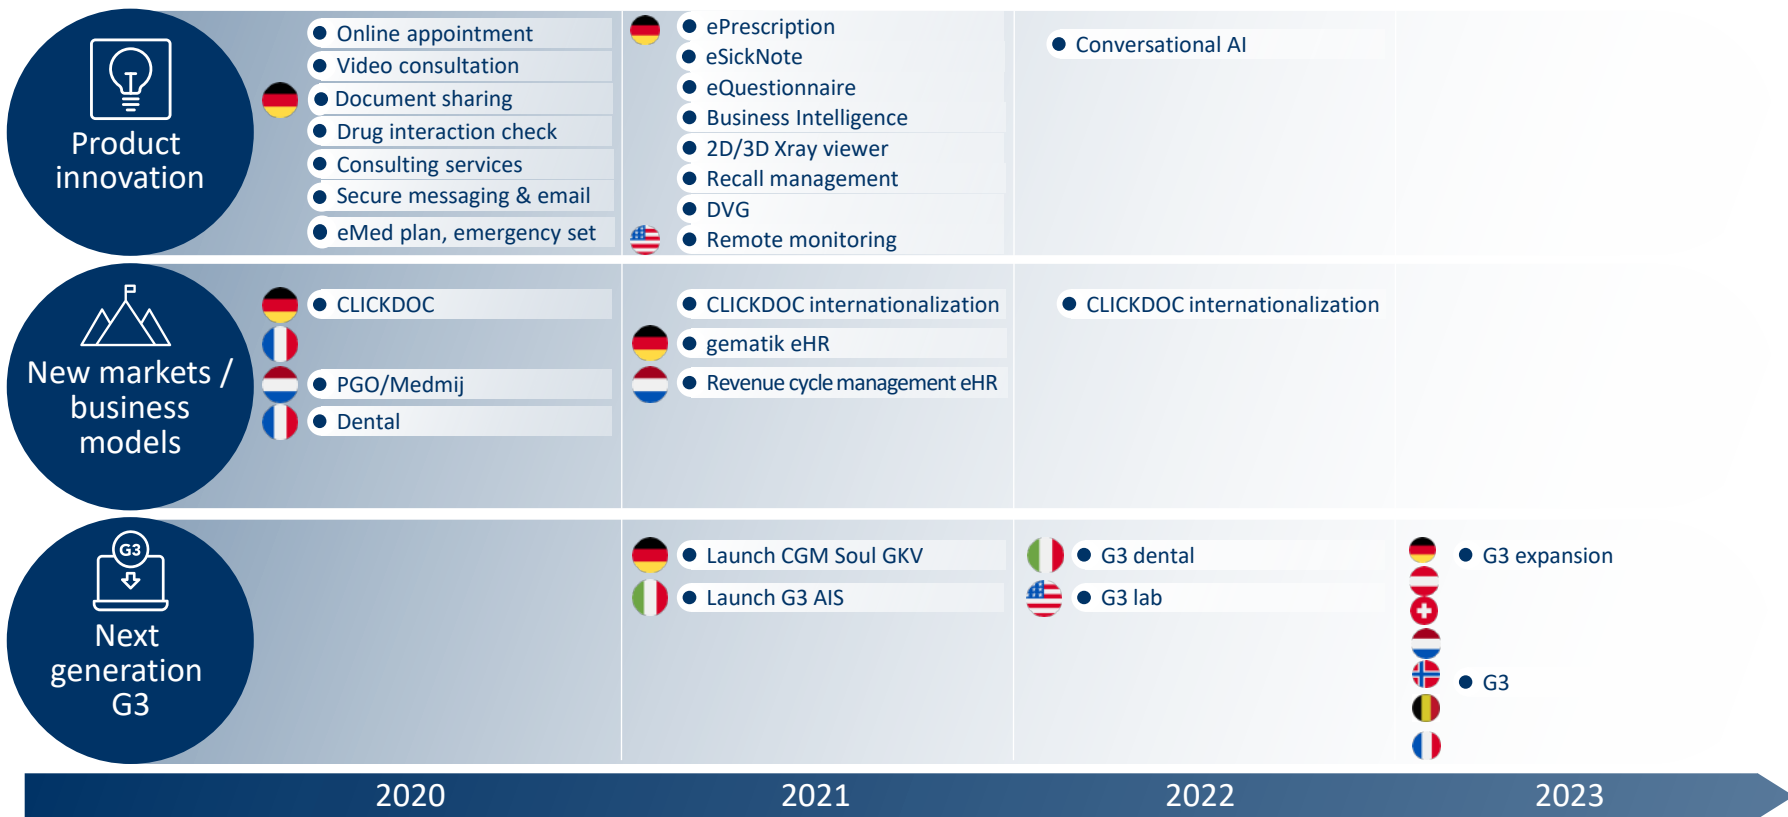 Product
innovation
Online appointment
Video consultation
Document sharing
Drug interaction check
Consulting services
Secure messaging & email
eMed plan, emergency set
ePrescription
eSickNote
eQuestionnaire
Business Intelligence
2D/3D Xray viewer
Recall management
DVG
Remote monitoring
Conversational AI
New markets /
business
models
CLICKDOC
PGO/Medmij
Dental
CLICKDOC internationalization
gematik eHR
Revenue cycle management eHR
CLICKDOC internationalization
G3
Next
generation
G3
Launch CGM Soul GKV
Launch G3 AIS
G3 dental
G3 lab
G3 expansion
G3
2020
2021
2022
2023